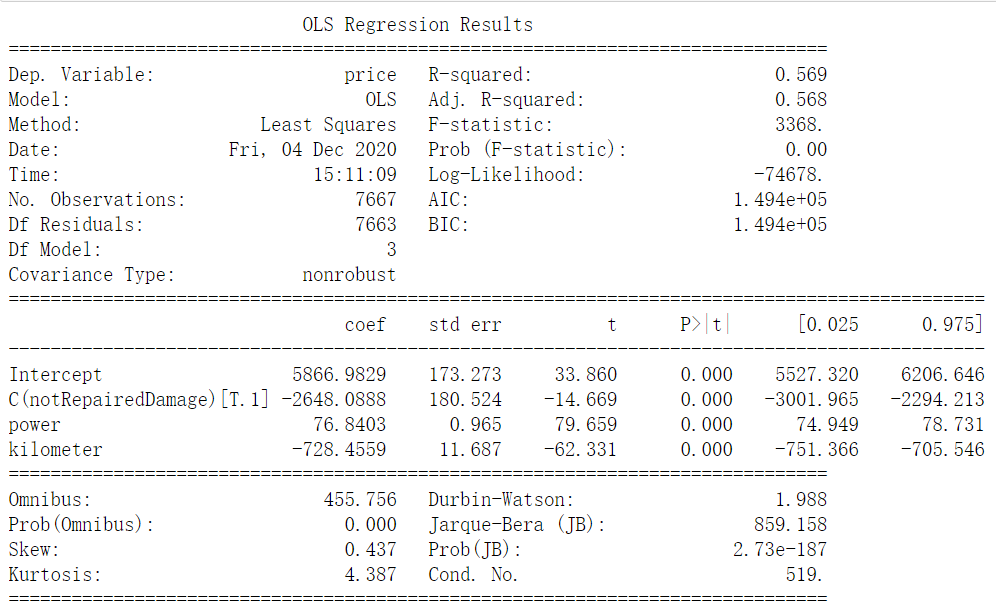 OLS Regression Results
==============================================================================
Dep. Variable:                  price   R-squared:                       0.569
Model:                            OLS   Adj. R-squared:                  0.568
Method:                 Least Squares   F-statistic:                     3368.
Date:                Fri, 04 Dec 2020   Prob (F-statistic):               0.00
Time:                        15:11:09   Log-Likelihood:                -74678.
No. Observations:                7667   AIC:                         1.494e+05
Df Residuals:                    7663   BIC:                         1.494e+05
Df Model:                           3
Covariance Type:            nonrobust
=============================================================================================
                                coef    std err          t      P>|t|      [0.025      0.975]
---------------------------------------------------------------------------------------------
Intercept                  5866.9829    173.273     33.860      0.000    5527.320    6206.646
C(notRepairedDamage)[T.1] -2648.0888    180.524    -14.669      0.000   -3001.965   -2294.213
power                        76.8403      0.965     79.659      0.000      74.949      78.731
kilometer                  -728.4559     11.687    -62.331      0.000    -751.366    -705.546
==============================================================================
Omnibus:                      455.756   Durbin-Watson:                   1.988
Prob(Omnibus):                  0.000   Jarque-Bera (JB):              859.158
Skew:                           0.437   Prob(JB):                    2.73e-187
Kurtosis:                       4.387   Cond. No.                         519.
==============================================================================